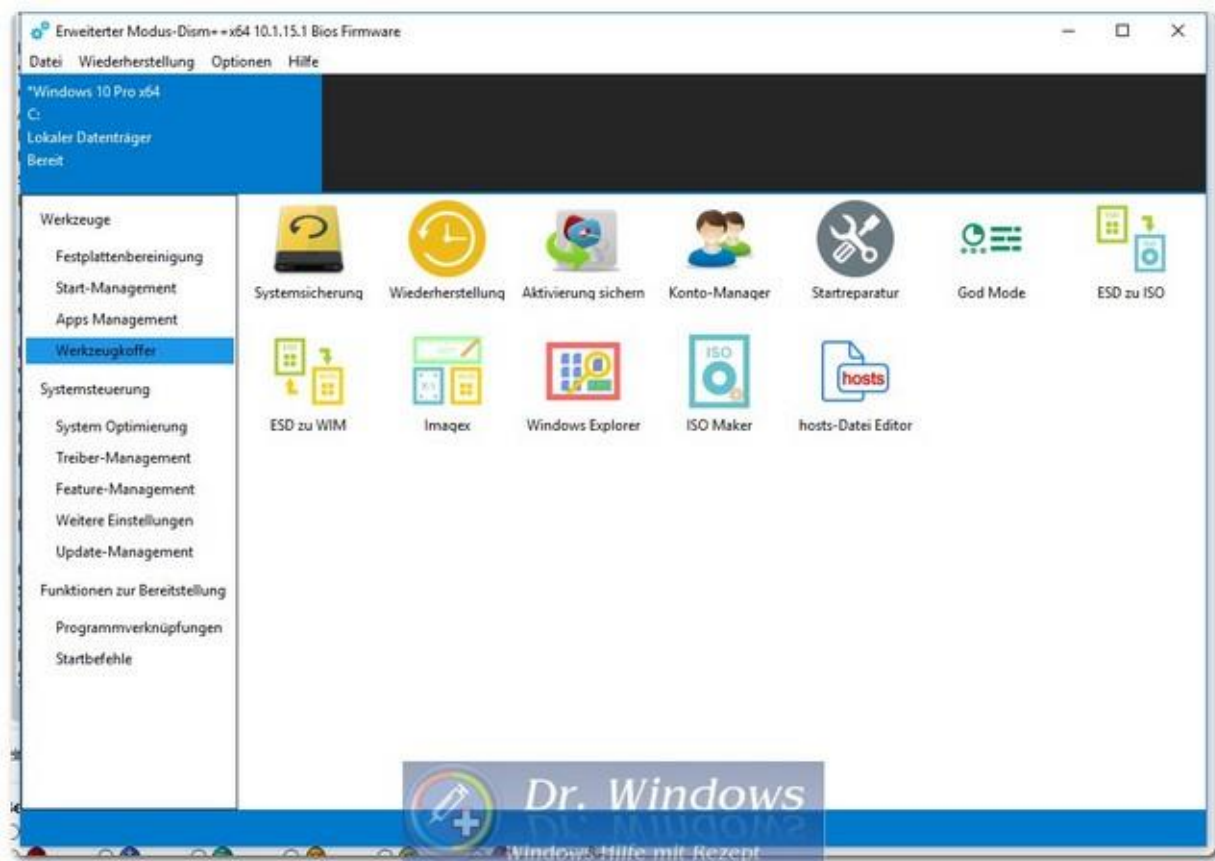 Erweiterter Modus-Dism++x64 10.1.15.1 Bios Firmware
Datei Wiederherstellung Optionen Hilfe
*Windows 10 Pro x64
C:
Lokaler Datenträger
Bereit
Werkzeuge
Festplattenbereinigung
Start-Management
Apps Management
Werkzeugkoffer
Systemsteuerung
System Optimierung
Treiber-Management
Feature-Management
Weitere Einstellungen
Update-Management
Funktionen zur Bereitstellung
Programmverknüpfungen
Startbefehle
Systemsicherung Wiederherstellung Aktivierung sichern Konto-Manager Startreparatur God Mode ESD zu ISO
ISO
hosts
ESD zu WIM Imagex Windows Explorer ISO Maker hosts-Datei Editor
Dr. Windows
Windows Hilfe mit Rezept